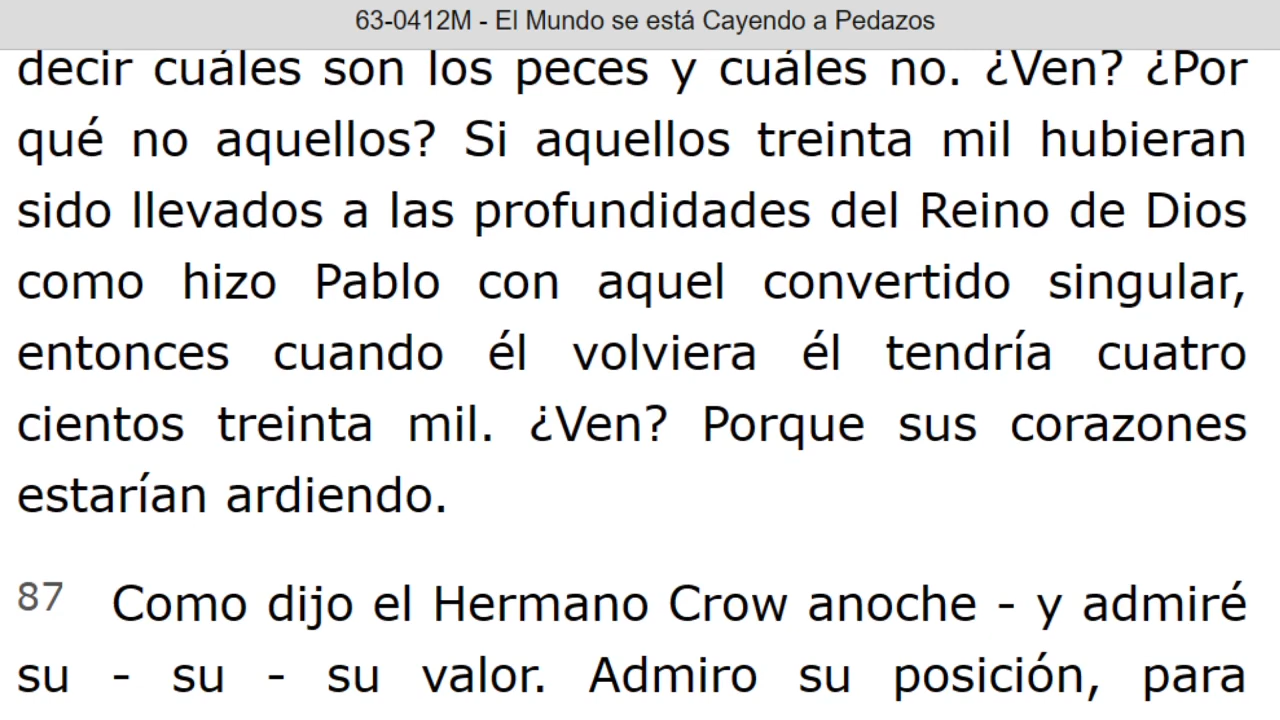 63-0412M - El Mundo se está Cayendo a Pedazos
decir cuáles son los peces y cuáles no. ¿Ven? ¿Por
qué no aquellos? Si aquellos treinta mil hubieran
sido llevados a las profundidades del Reino de Dios
como hizo Pablo con aquel convertido singular,
entonces cuando él volviera él tendría cuatro
cientos treinta mil. ¿Ven? Porque sus corazones
estarían ardiendo.
87 Como dijo el Hermano Crow anoche - y admiré
su - su - su valor. Admiro su posición, para